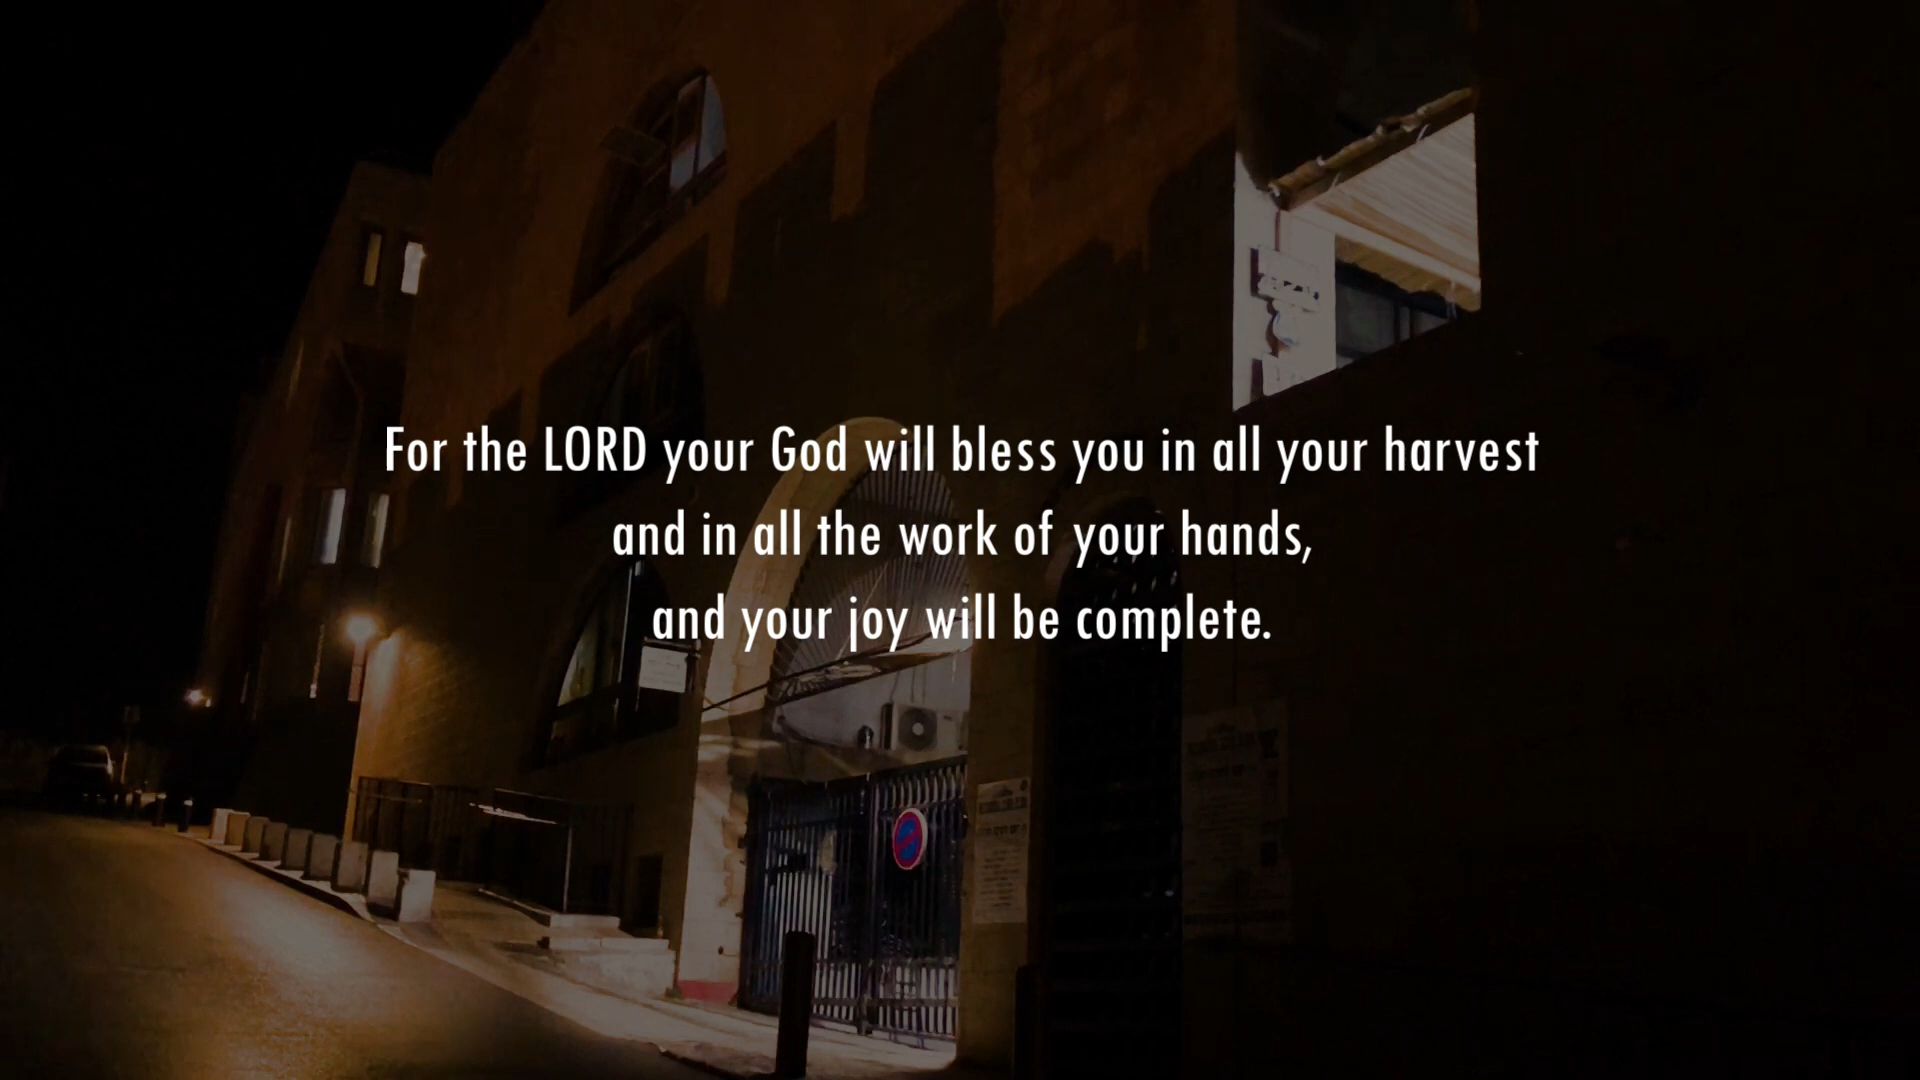 For the LORD your God will bless you in all your harvest
and in all the work of your hands,
and your joy will be complete.